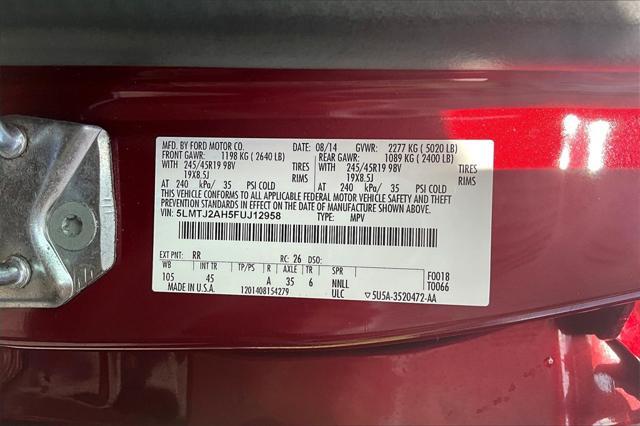 MFD. BY FORD MOTOR CO. DATE: 08/14 GVWR: 2277 KG ( 5020 LB)
FRONT GAWR: 1198 KG ( 2640 LB) REAR GAWR: 1089 KG ( 2400 LB)
WITH 245/45R19 98V TIRES WITH 245/45R19 98V TIRES
19X8.5J RIMS 19X8.5J RIMS
AT 240 kPa/ 35 PSI COLD AT 240 kPa/ 35 PSI COLD
THIS VEHICLE CONFORMS TO ALL APPLICABLE FEDERAL MOTOR VEHICLE SAFETY AND THEFT
PREVENTION STANDARDS IN EFFECT ON THE DATE OF MANUFACTURE SHOWN ABOVE.
VIN: 5LMTJ2AH5FUJ12958 TYPE: MPV
EXT PNT: RR RC: 26 DSO:
WB INT TR TP/PS R AXLE TR SPR F0018
105 45 A 35 6 NNLL T0066
MADE IN U.S.A. 1201408154279 ULC ▽5U5A-3520472-AA